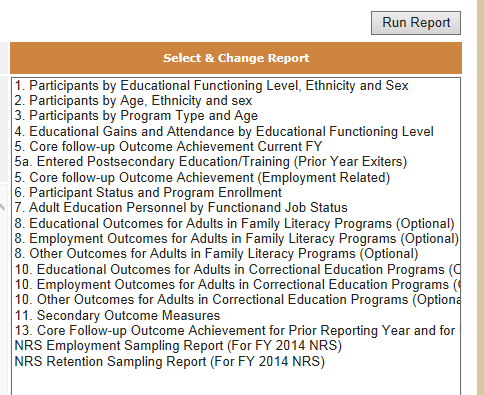 Run Report
Select & Change Report
1. Participants by Educational Functioning Level, Ethnicity and Sex
2. Participants by Age, Ethnicity and sex
3. Participants by Program Type and Age
4. Educational Gains and Attendance by Educational Functioning Level
5. Core follow-up Outcome Achievement Current FY
5a. Entered Postsecondary Education/Training (Prior Year Exiters)
5. Core follow-up Outcome Achievement (Employment Related)
6. Participant Status and Program Enrollment
7. Adult Education Personnel by Functionand Job Status
8. Educational Outcomes for Adults in Family Literacy Programs (Optional)
8. Employment Outcomes for Adults in Family Literacy Programs (Optional)
8. Other Outcomes for Adults in Family Literacy Programs (Optional)
10. Educational Outcomes for Adults in Correctional Education Programs (
10. Employment Outcomes for Adults in Correctional Education Programs (
10. Other Outcomes for Adults in Correctional Education Programs (Optiona
11. Secondary Outcome Measures
13. Core Follow-up Outcome Achievement for Prior Reporting Year and for
NRS Employment Sampling Report (For FY 2014 NRS)
NRS Retention Sampling Report (For FY 2014 NRS)